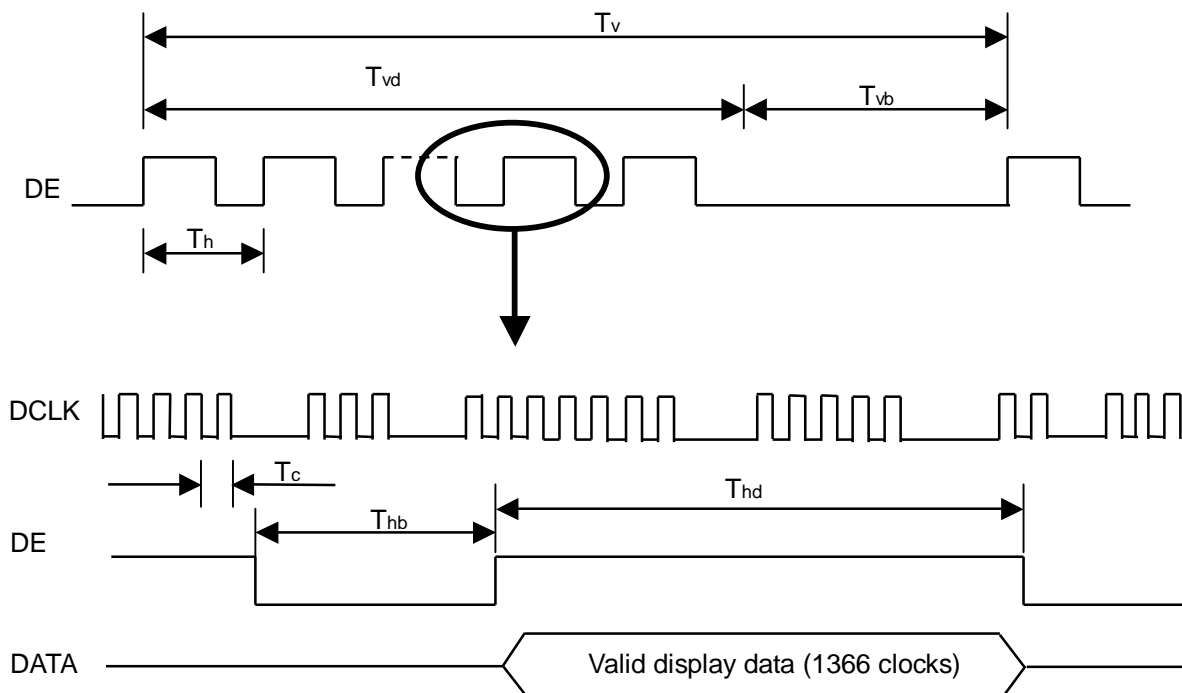 Tv
Tvd
Tvb
DE
Th
DCLK
Tc
Thd
Thb
DE
DATA
Valid display data (1366 clocks)